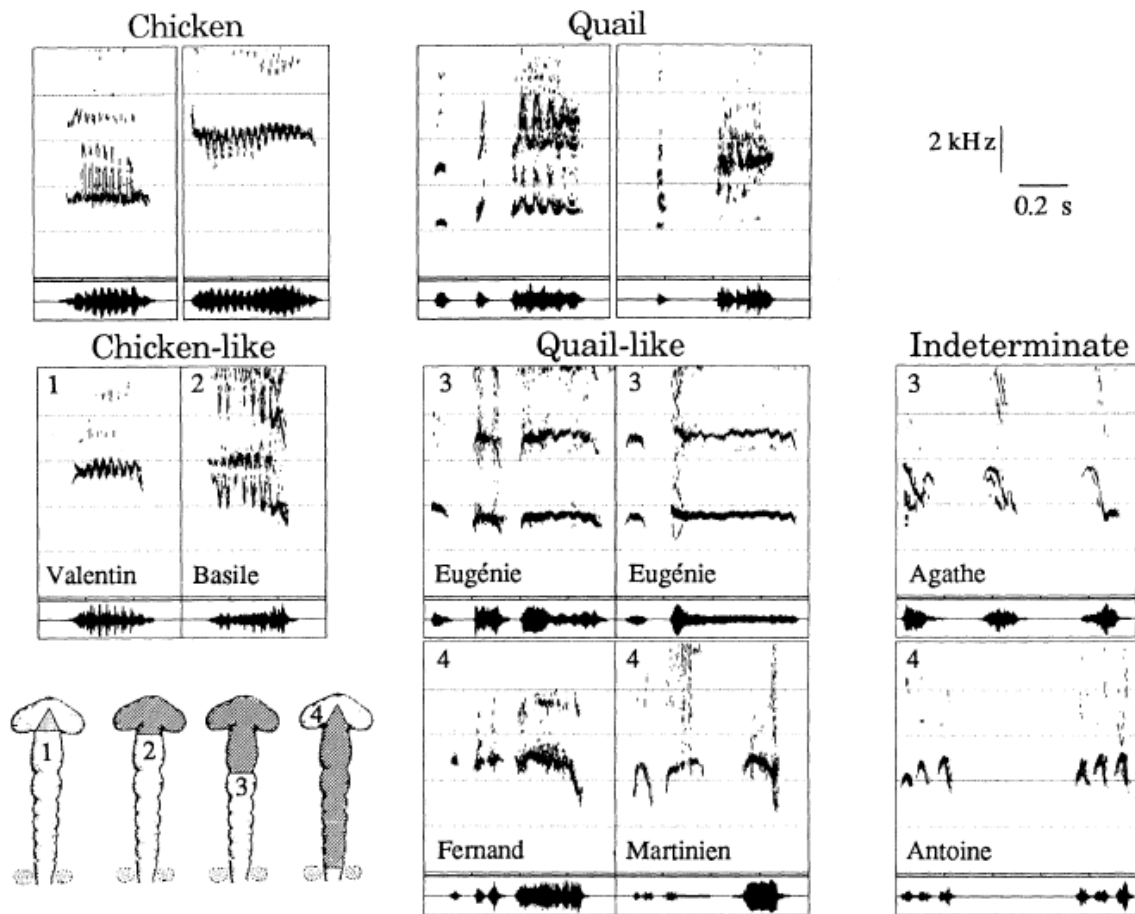 Chicken Quail
2 kHz
0.2 s
Chicken-like Quail-like Indeterminate
1 2 3 3 3
Valentin Basile Eugénie Eugénie Agathe
4 4 4
Fernand Martinien Antoine
1 2 3 4